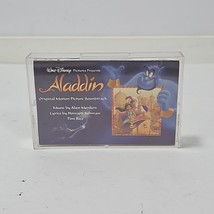 Walt Disney Pictures Presents
Aladdin
Original Motion Picture Soundtrack
Music by Alan Menken
Lyrics by Howard Ashman
Tim Rice